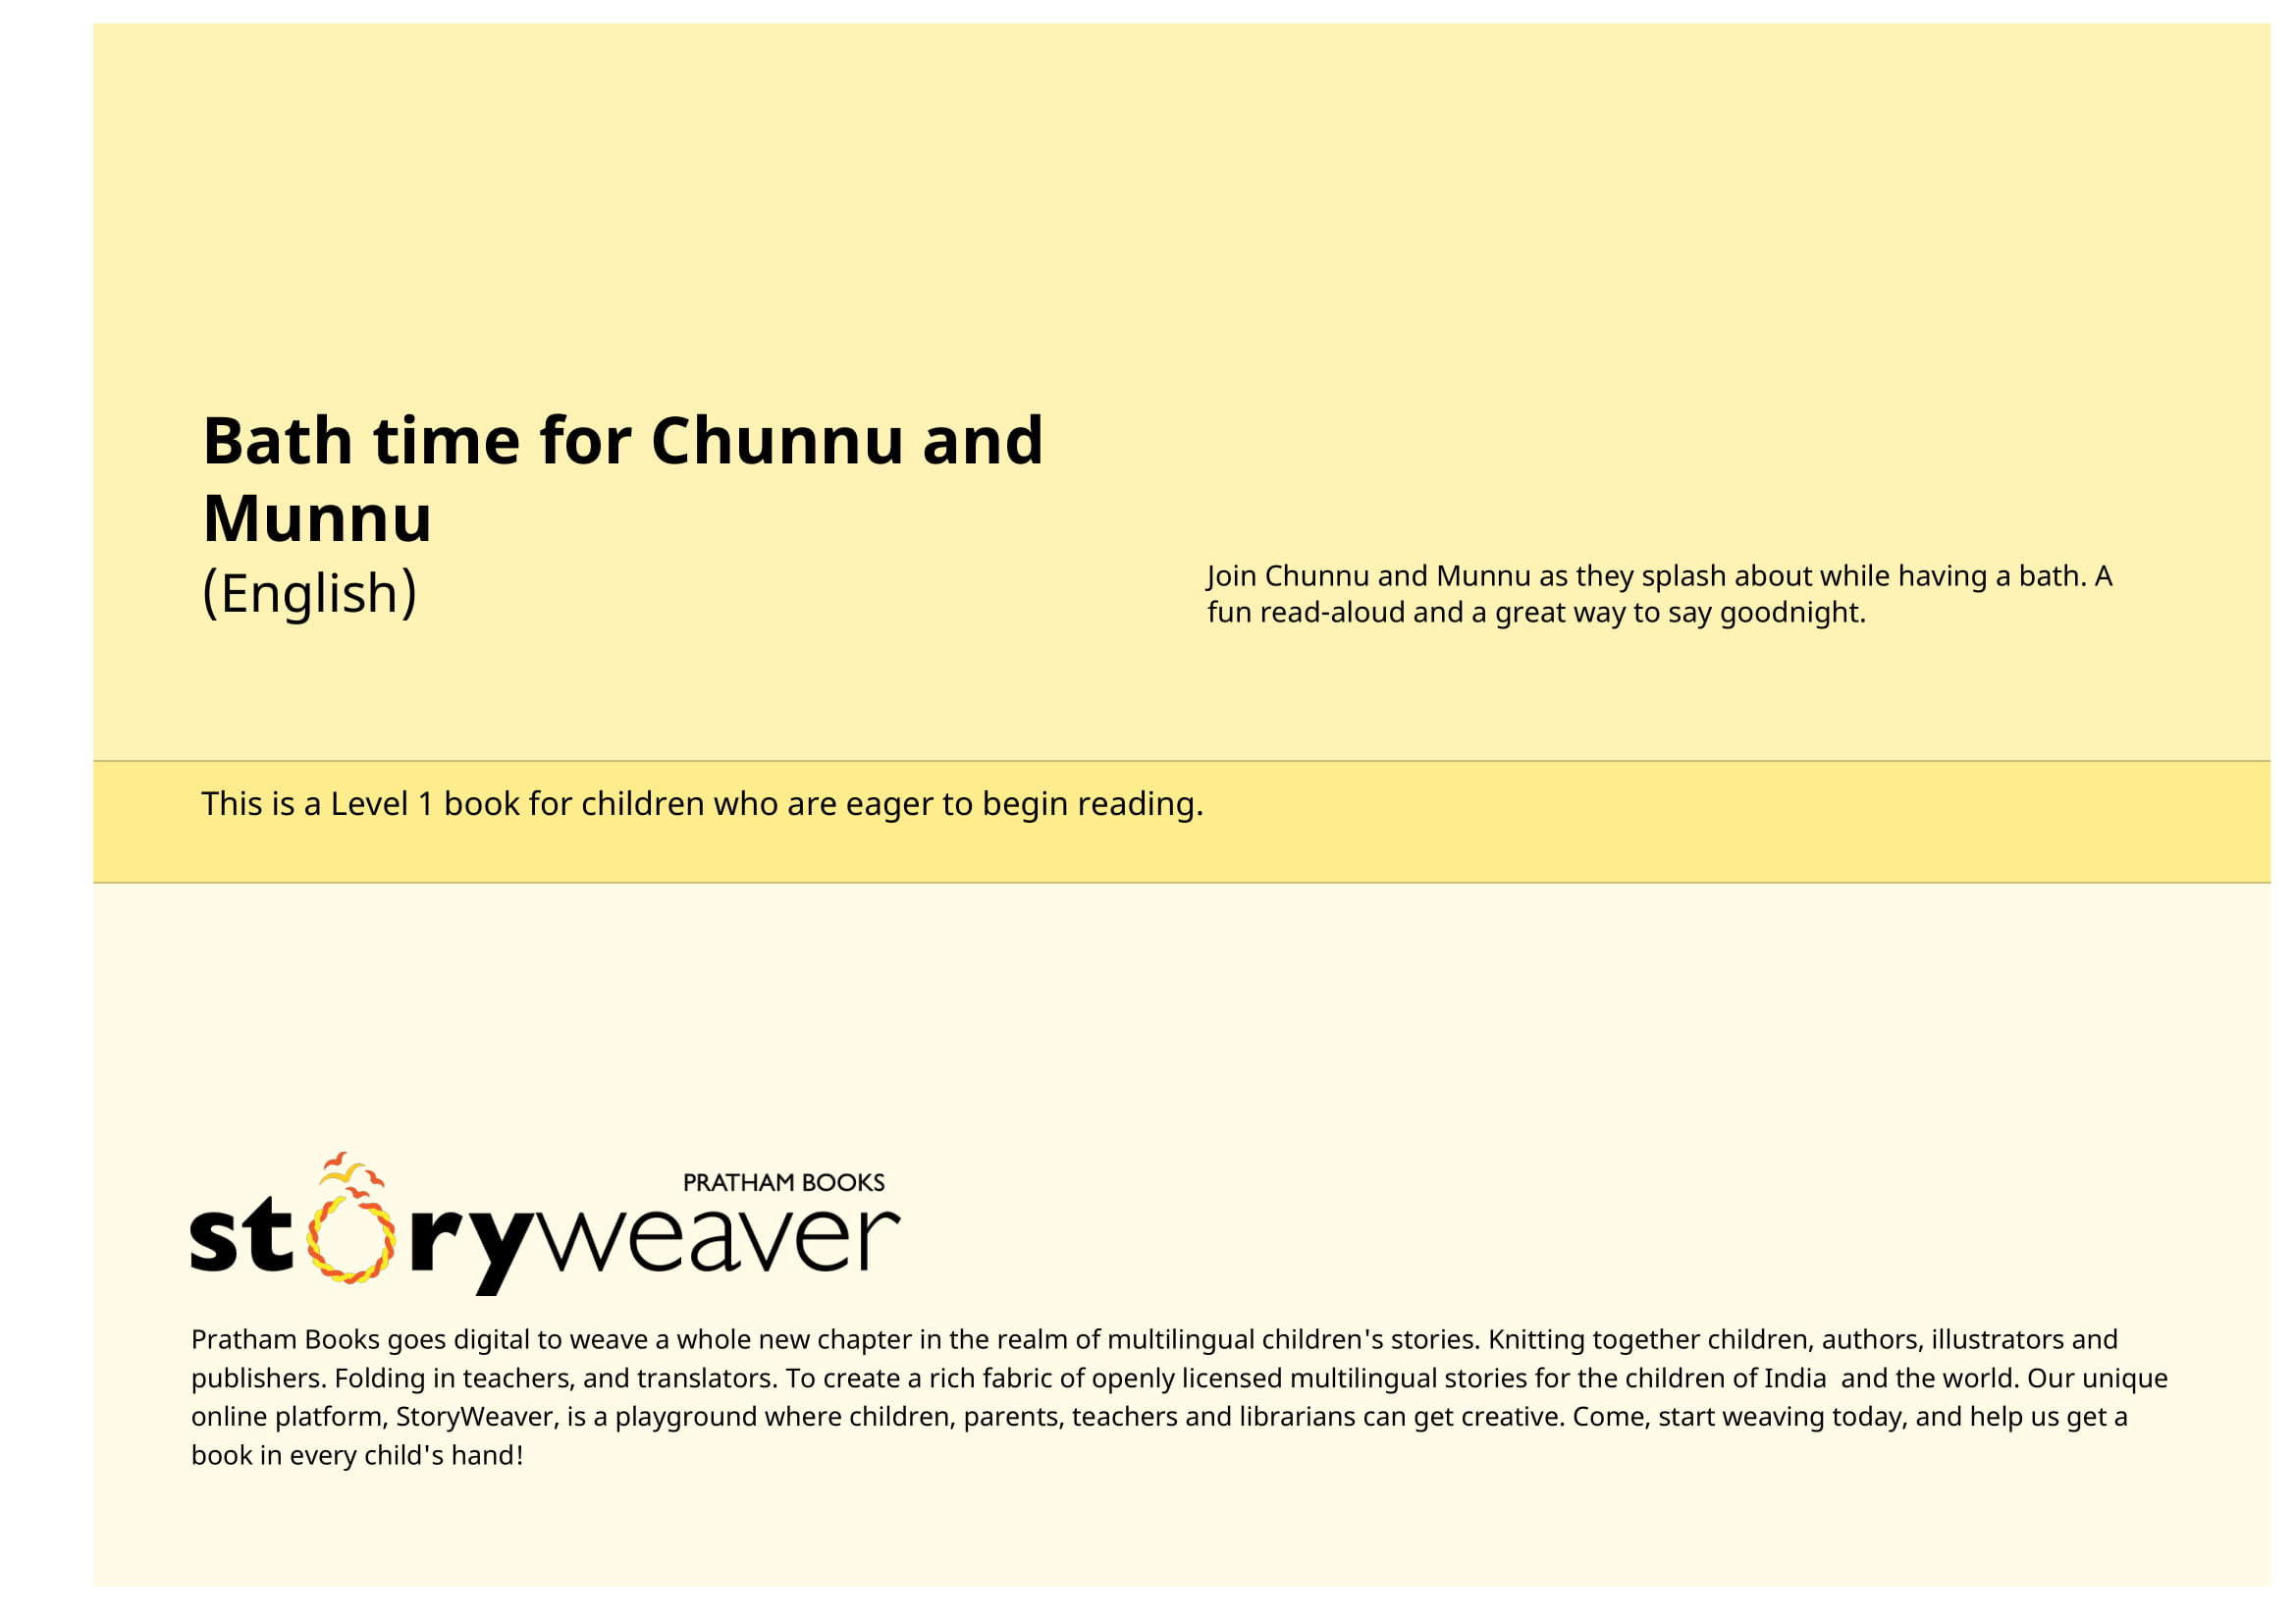 Bath time for Chunnu and
Munnu
(English)
Join Chunnu and Munnu as they splash about while having a bath. A
fun read-aloud and a great way to say goodnight.
This is a Level 1 book for children who are eager to begin reading.
PRATHAM BOOKS
storyweaver
Pratham Books goes digital to weave a whole new chapter in the realm of multilingual children's stories. Knitting together children, authors, illustrators and
publishers. Folding in teachers, and translators. To create a rich fabric of openly licensed multilingual stories for the children of India  and the world. Our unique
online platform, StoryWeaver, is a playground where children, parents, teachers and librarians can get creative. Come, start weaving today, and help us get a
book in every child's hand!